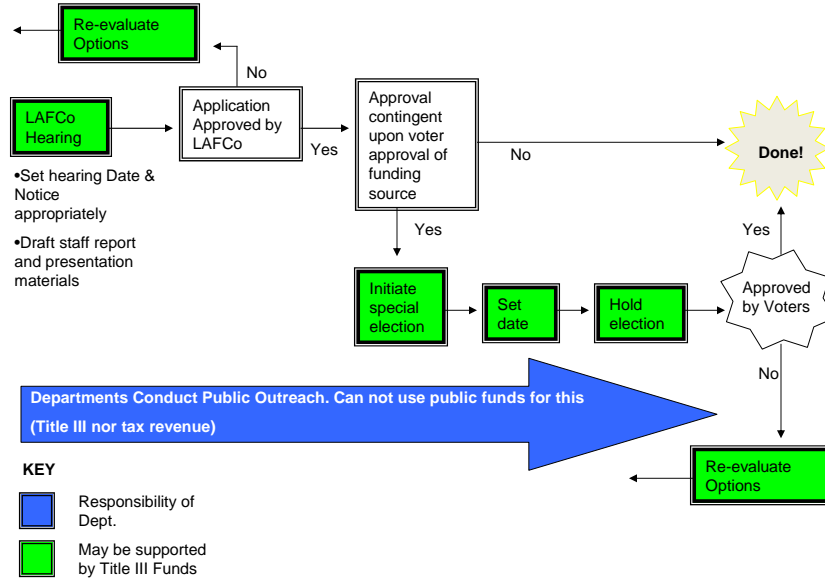 Re-evaluate
Options
No
LAFCo
Hearing
Application
Approved by
LAFCo
Yes
Approval
contingent
upon voter
approval of
funding
source
No
Done!
•Set hearing Date &
Notice
appropriately
•Draft staff report
and presentation
materials
Yes
Yes
Initiate
special
election
Set
date
Hold
election
Approved
by Voters
No
Departments Conduct Public Outreach. Can not use public funds for this
(Title III nor tax revenue)
Re-evaluate
Options
KEY
Responsibility of
Dept.
May be supported
by Title III Funds